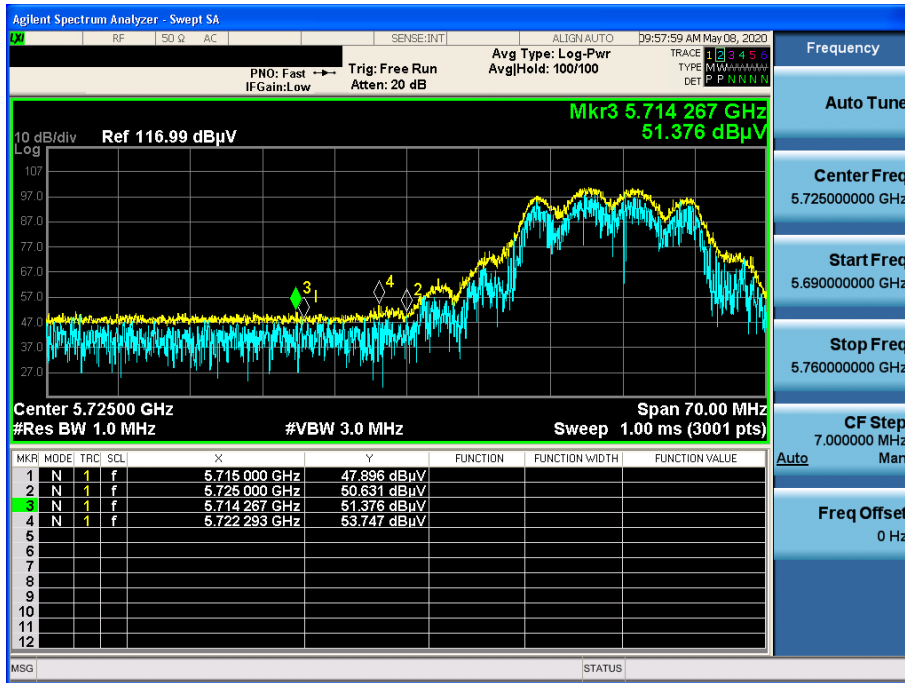 Agilent Spectrum Analyzer - Swept SA
LXI RF 50 Ω AC SENSE:INT ALIGNAUTO 09:57:59 AM May 08, 2020
PNO: Fast Trig: Free Run Avg Type: Log-Pwr TRACE 1 2 3 4 5 6
IFGain:Low Atten: 20 dB Avg|Hold: 100/100 TYPE M W
DET P P N N N N
Frequency
Auto Tune
Center Freq
5.725000000 GHz
Start Freq
5.690000000 GHz
Stop Freq
5.760000000 GHz
CF Step
7.000000 MHz
Auto Man
Freq Offset
0 Hz
Mkr3 5.714 267 GHz
51.376 dBµV
10 dB/div Ref 116.99 dBµV
Log
107
97.0
87.0
77.0
67.0
57.0
47.0
37.0
27.0
3 1 4 2
Center 5.72500 GHz Span 70.00 MHz
#Res BW 1.0 MHz #VBW 3.0 MHz Sweep 1.00 ms (3001 pts)
MKR MODE TRC SCL X Y FUNCTION FUNCTION WIDTH FUNCTION VALUE
1 N 1 f 5.715 000 GHz 47.896 dBµV
2 N 1 f 5.725 000 GHz 50.631 dBµV
3 N 1 f 5.714 267 GHz 51.376 dBµV
4 N 1 f 5.722 293 GHz 53.747 dBµV
5
6
7
8
9
10
11
12
MSG STATUS